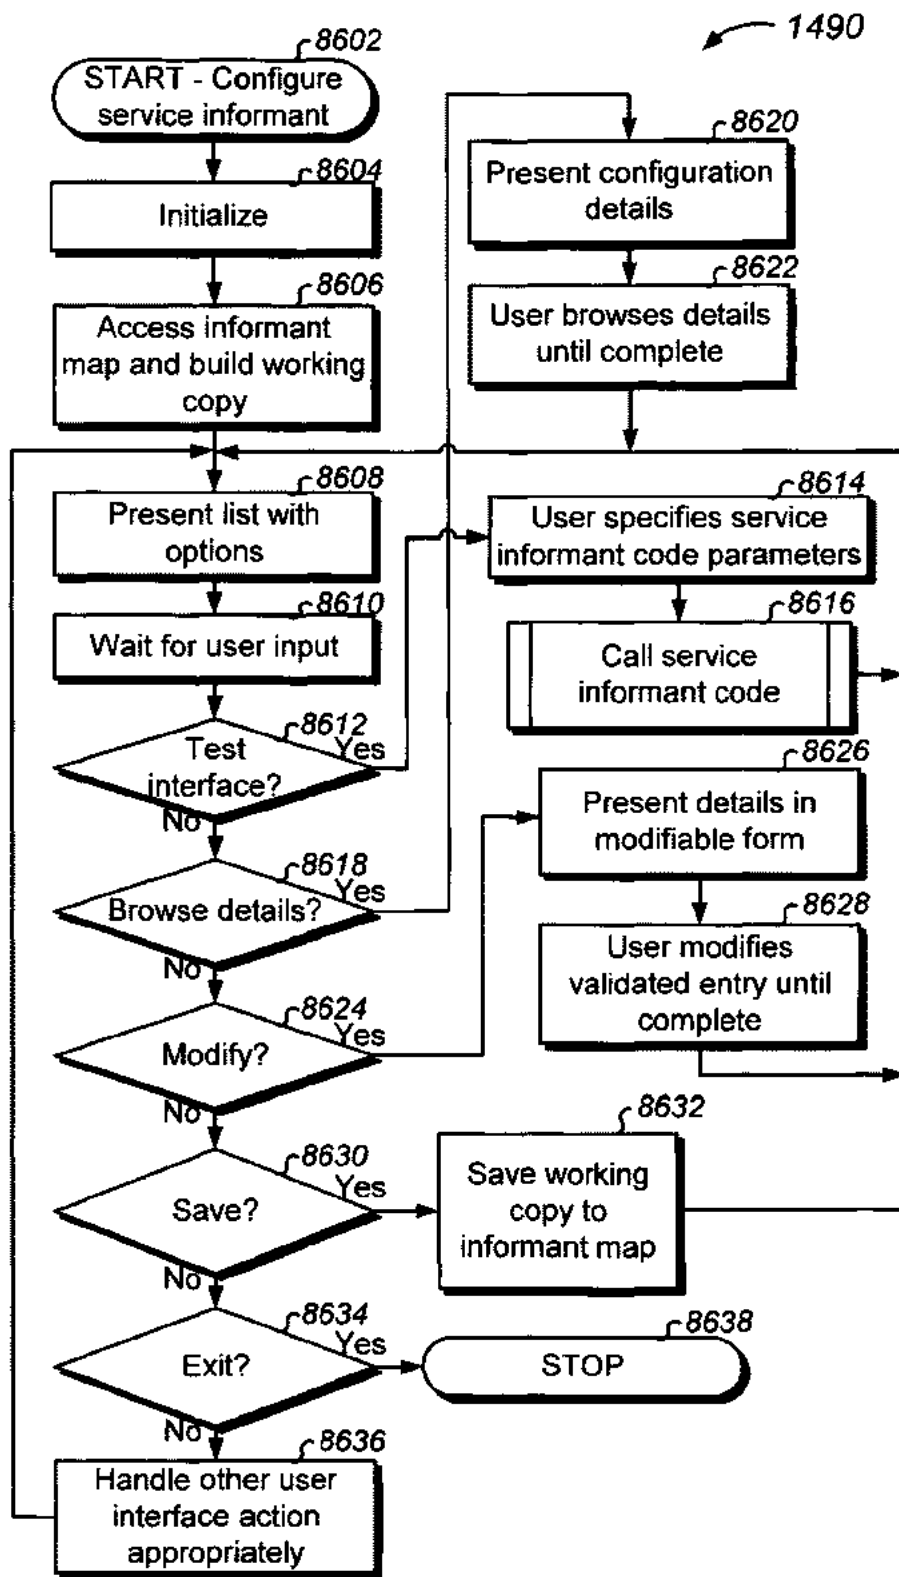 1490
8602
START - Configure
service informant
8604
Initialize
8606
Access informant
map and build working
copy
8608
Present list with
options
8610
Wait for user input
8612
Test
interface?
Yes
No
8618
Browse details?
Yes
No
8624
Modify?
Yes
No
8630
Save?
Yes
No
8634
Exit?
Yes
No
8636
Handle other user
interface action
appropriately
8620
Present configuration
details
8622
User browses details
until complete
8614
User specifies service
informant code parameters
8616
Call service
informant code
8626
Present details in
modifiable form
8628
User modifies
validated entry until
complete
8632
Save working
copy to
informant map
8638
STOP